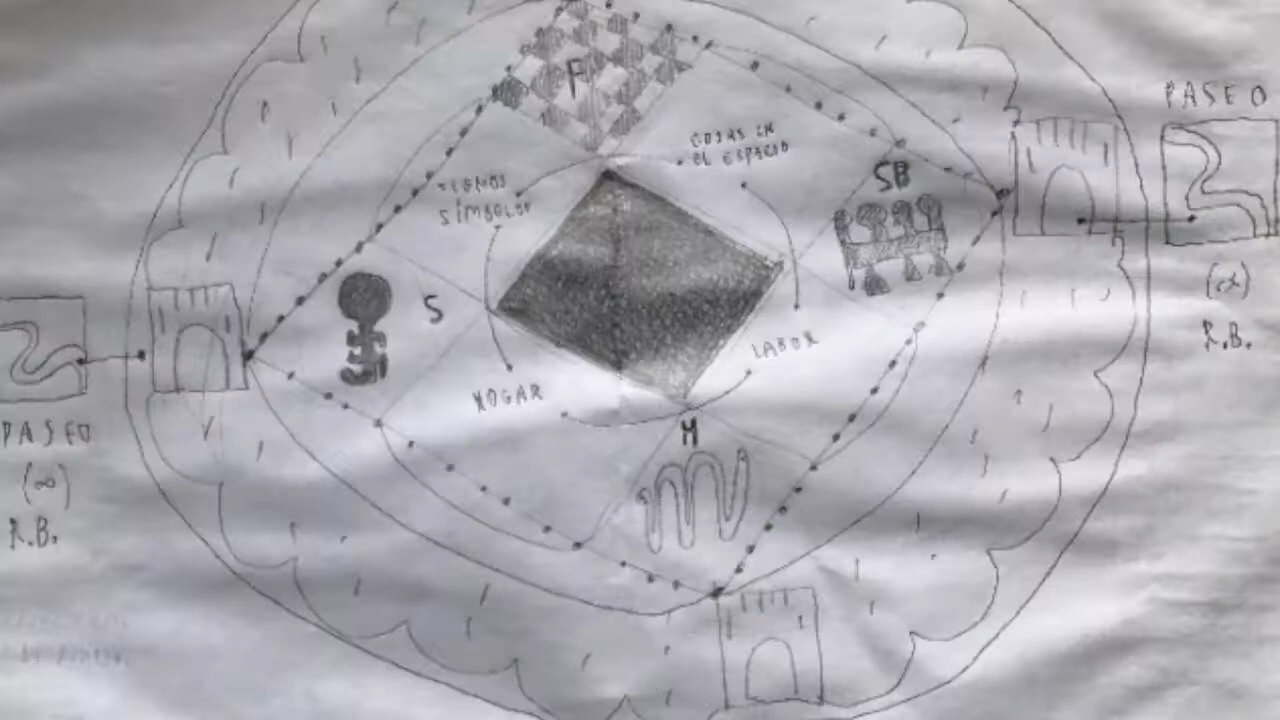 PASEO
F
COSAS EN
EL ESPACIO
SIGNOS
SÍMBOLOS
SB
S
(∝)
R.B.
LABOR
HOGAR
M
PASEO
(∞)
R.B.